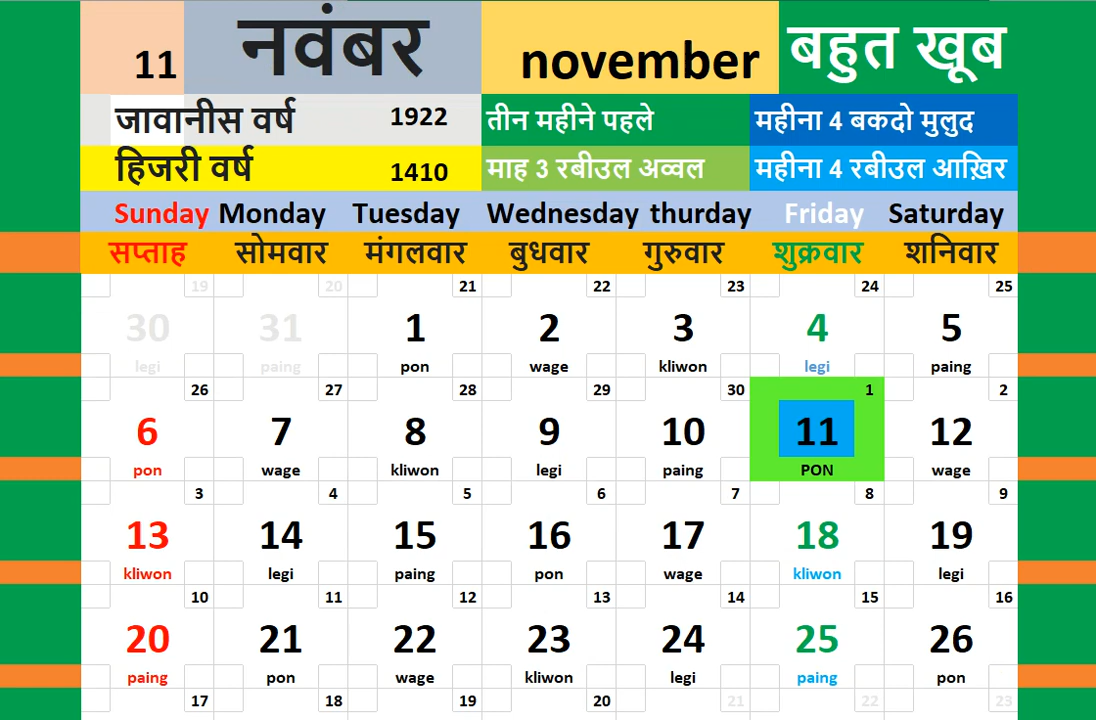 11 नवंबर november बहुत खूब
जावानीस वर्ष 1922 तीन महीने पहले महीना 4 बकदो मुलुद
हिजरी वर्ष 1410 माह 3 रबीउल अव्वल महीना 4 रबीउल आख़िर
Sunday Monday Tuesday Wednesday thurday Friday Saturday
सप्ताह सोमवार मंगलवार बुधवार गुरुवार शुक्रवार शनिवार
19 20 21 22 23 24 25
30 31 1 2 3 4 5
legi paing pon wage kliwon legi paing
26 27 28 29 30 1 2
6 7 8 9 10 11 12
pon wage kliwon legi paing PON wage
3 4 5 6 7 8 9
13 14 15 16 17 18 19
kliwon legi paing pon wage kliwon legi
10 11 12 13 14 15 16
20 21 22 23 24 25 26
paing pon wage kliwon legi paing pon
17 18 19 20 21 22 23